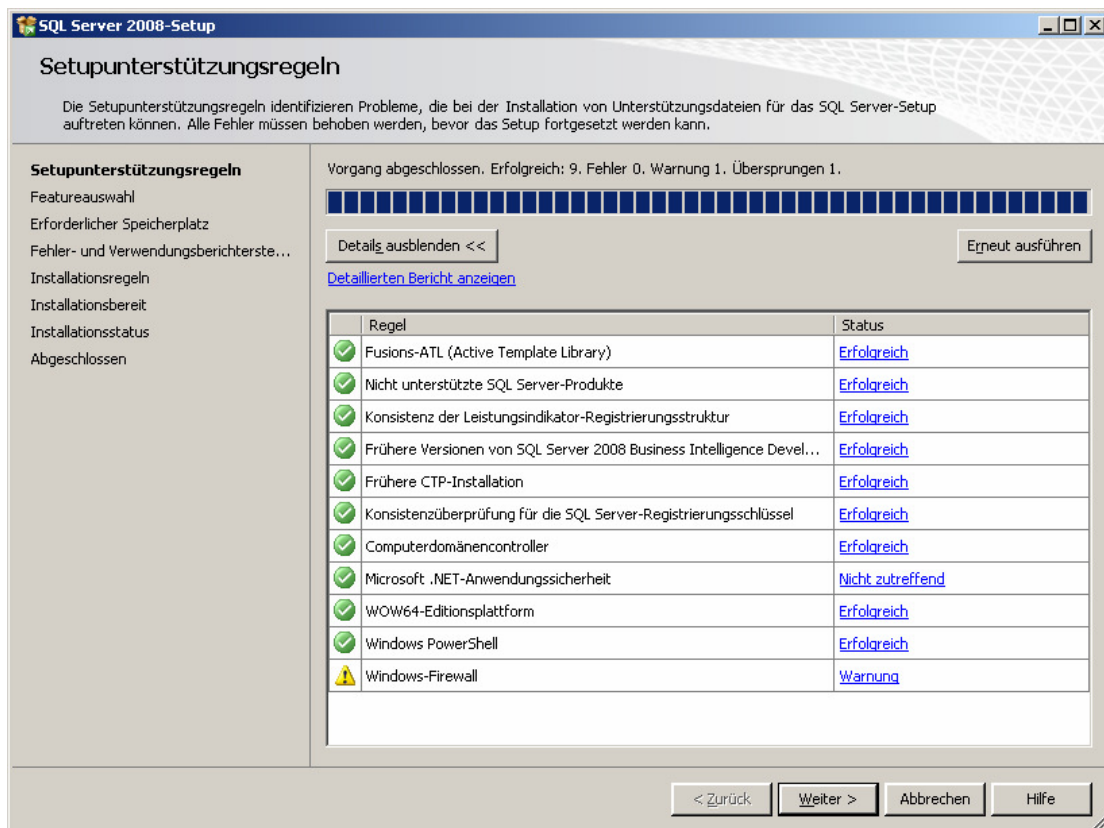 SQL Server 2008-Setup
Setupunterstützungsregeln
Die Setupunterstützungsregeln identifizieren Probleme, die bei der Installation von Unterstützungsdateien für das SQL Server-Setup
auftreten können. Alle Fehler müssen behoben werden, bevor das Setup fortgesetzt werden kann.
Setupunterstützungsregeln
Featureauswahl
Erforderlicher Speicherplatz
Fehler- und Verwendungsberichterste...
Installationsregeln
Installationsbereit
Installationsstatus
Abgeschlossen
Vorgang abgeschlossen. Erfolgreich: 9. Fehler 0. Warnung 1. Übersprungen 1.
Details ausblenden <<
Erneut ausführen
Detaillierten Bericht anzeigen
Regel Status
Fusions-ATL (Active Template Library) Erfolgreich
Nicht unterstützte SQL Server-Produkte Erfolgreich
Konsistenz der Leistungsindikator-Registrierungsstruktur Erfolgreich
Frühere Versionen von SQL Server 2008 Business Intelligence Devel... Erfolgreich
Frühere CTP-Installation Erfolgreich
Konsistenzüberprüfung für die SQL Server-Registrierungsschlüssel Erfolgreich
Computerdomänencontroller Erfolgreich
Microsoft .NET-Anwendungssicherheit Nicht zutreffend
WOW64-Editionsplattform Erfolgreich
Windows PowerShell Erfolgreich
Windows-Firewall Warnung
< Zurück Weiter > Abbrechen Hilfe